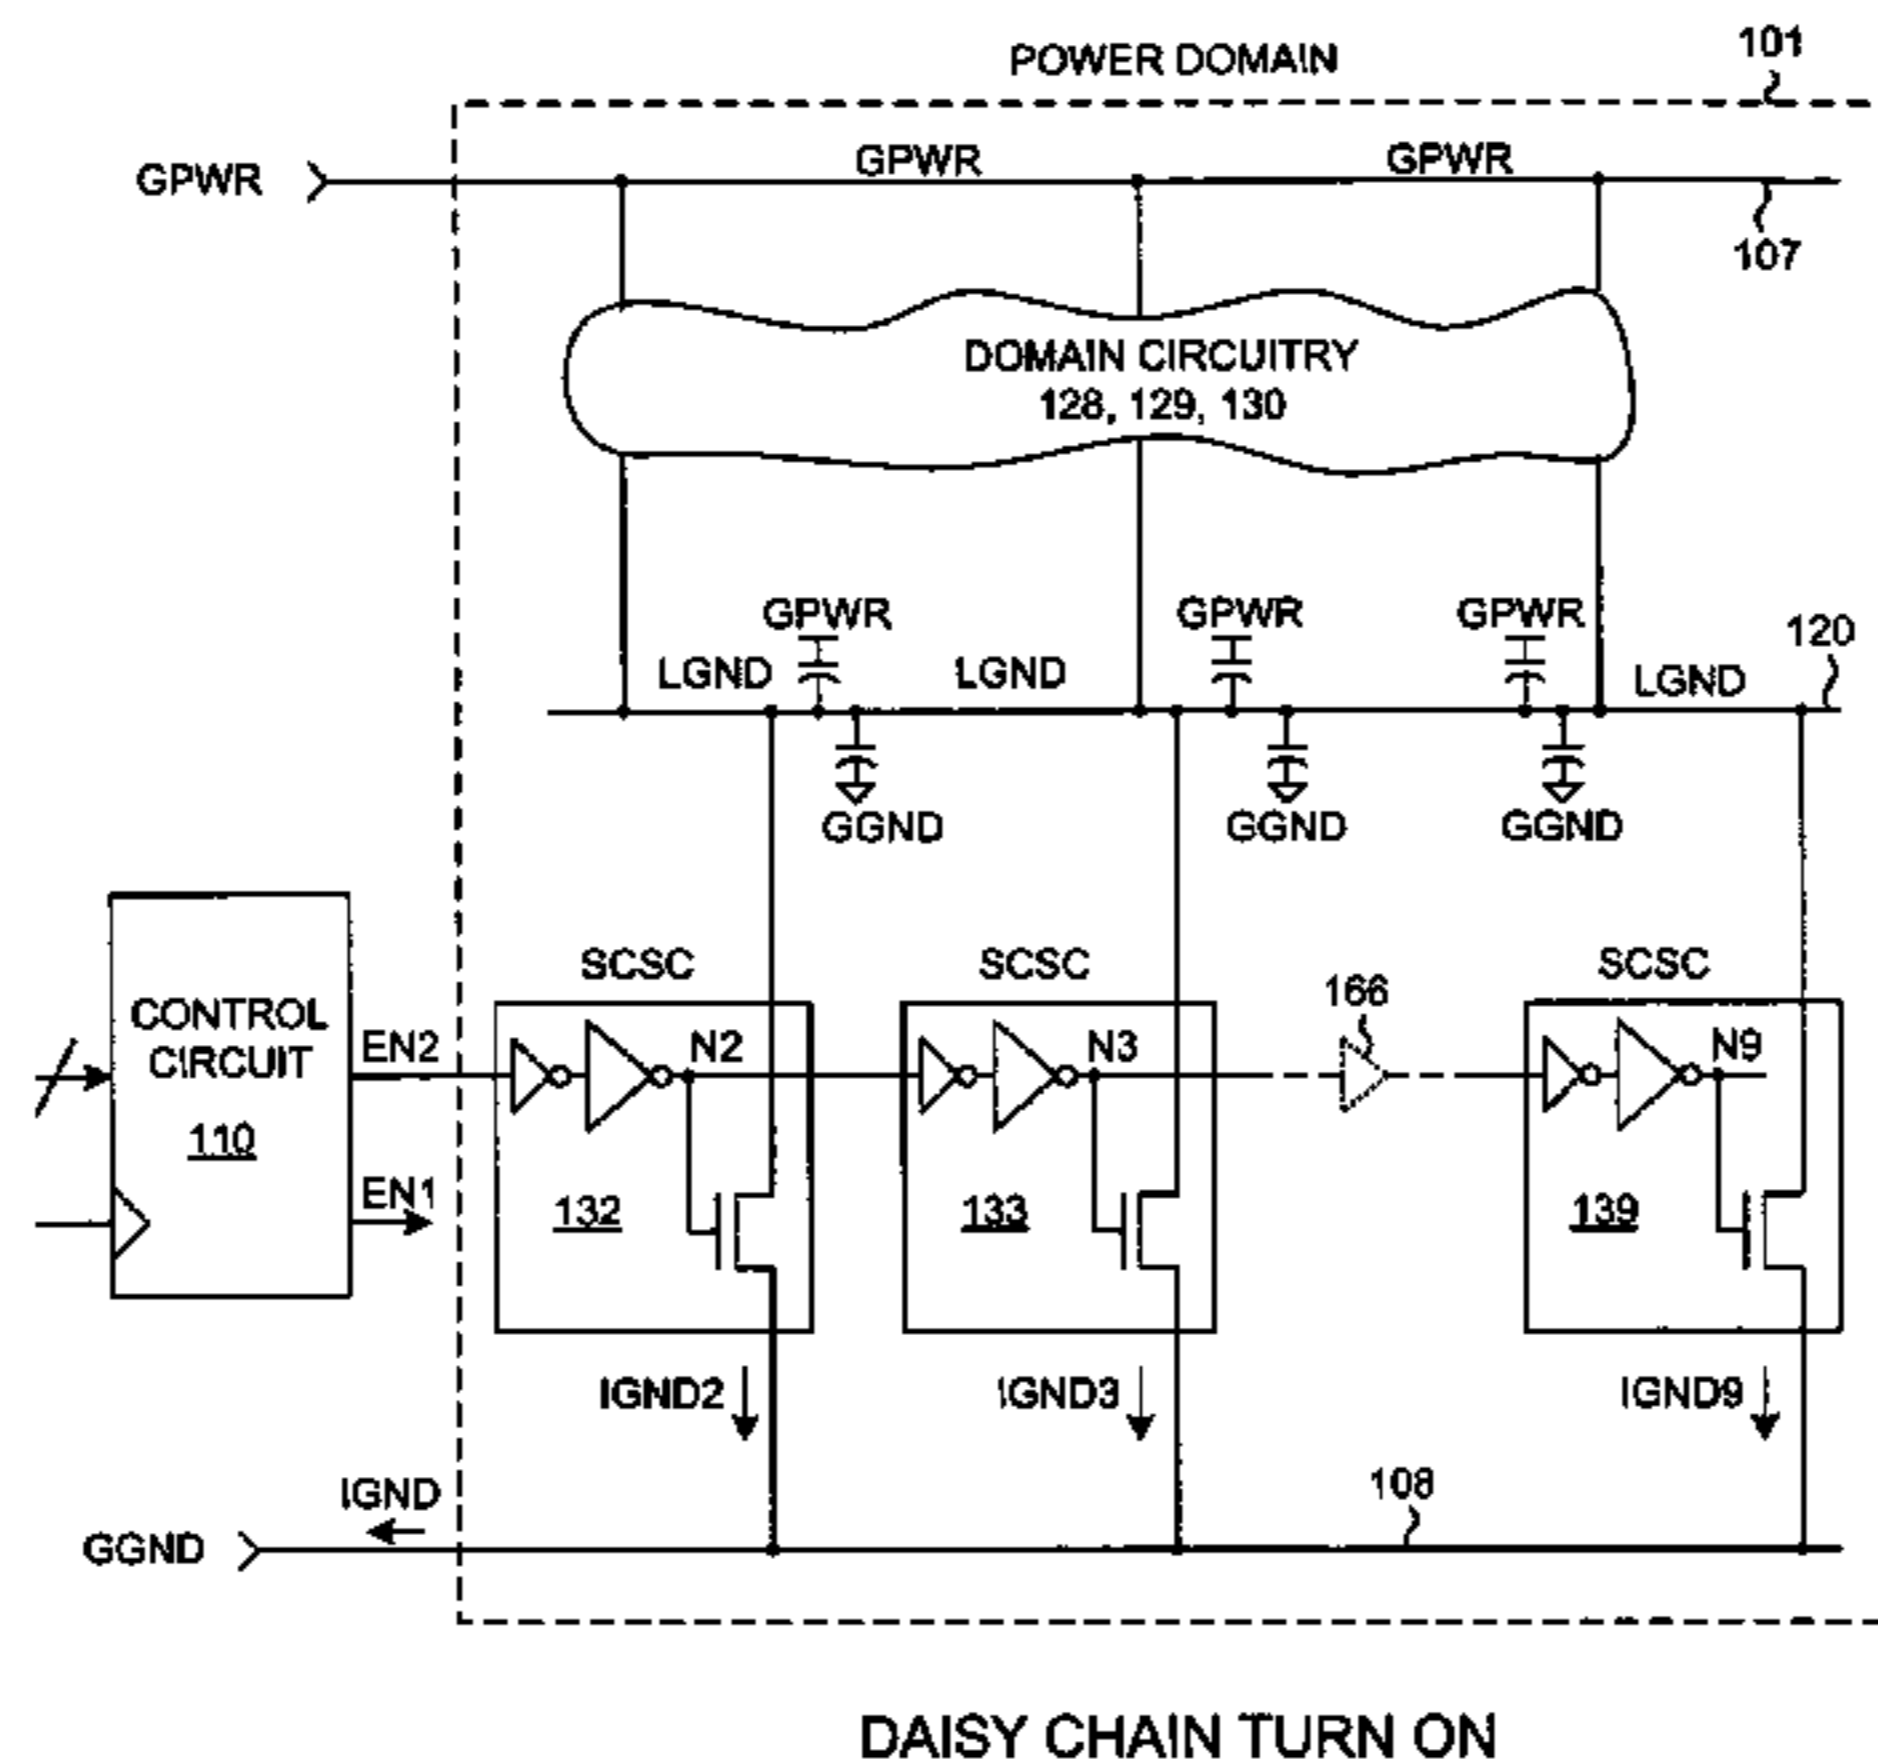 101
POWER DOMAIN
GPWR
GPWR
GPWR
107
DOMAIN CIRCUITRY
128, 129, 130
GPWR
GPWR
GPWR
120
LGND
LGND
LGND
GGND
GGND
GGND
SCSC
SCSC
SCSC
166
CONTROL
CIRCUIT
110
EN2
N2
N3
N9
EN1
132
133
139
IGND2
IGND3
IGND9
IGND
108
GGND
DAISY CHAIN TURN ON